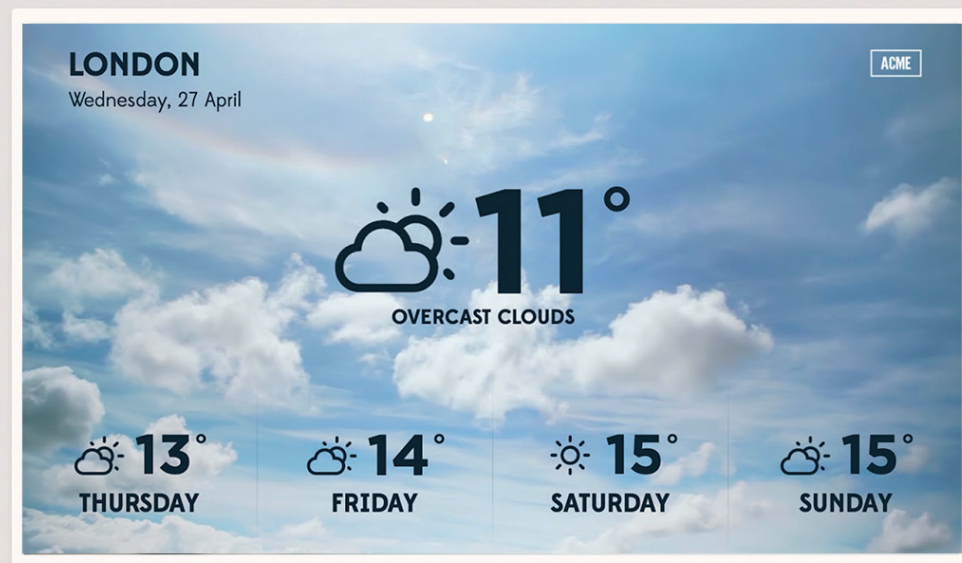 LONDON
Wednesday, 27 April
ACME
11°
OVERCAST CLOUDS
13°
THURSDAY
14°
FRIDAY
15°
SATURDAY
15°
SUNDAY